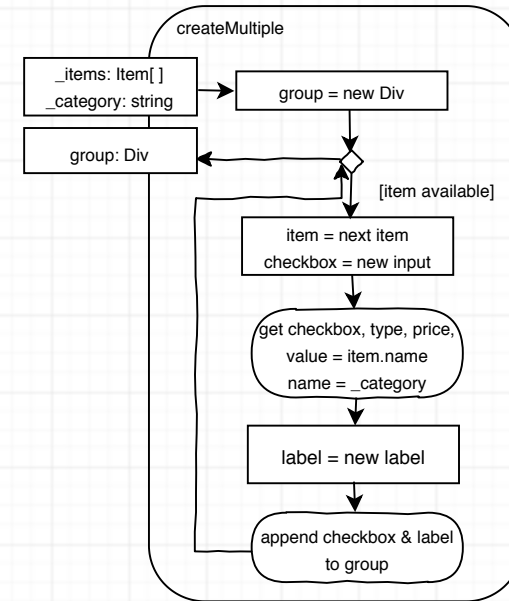 createMultiple
_items: Item[ ]
_category: string
group = new Div
group: Div
[item available]
item = next item
checkbox = new input
get checkbox, type, price,
value = item.name
name = _category
label = new label
append checkbox & label
to group